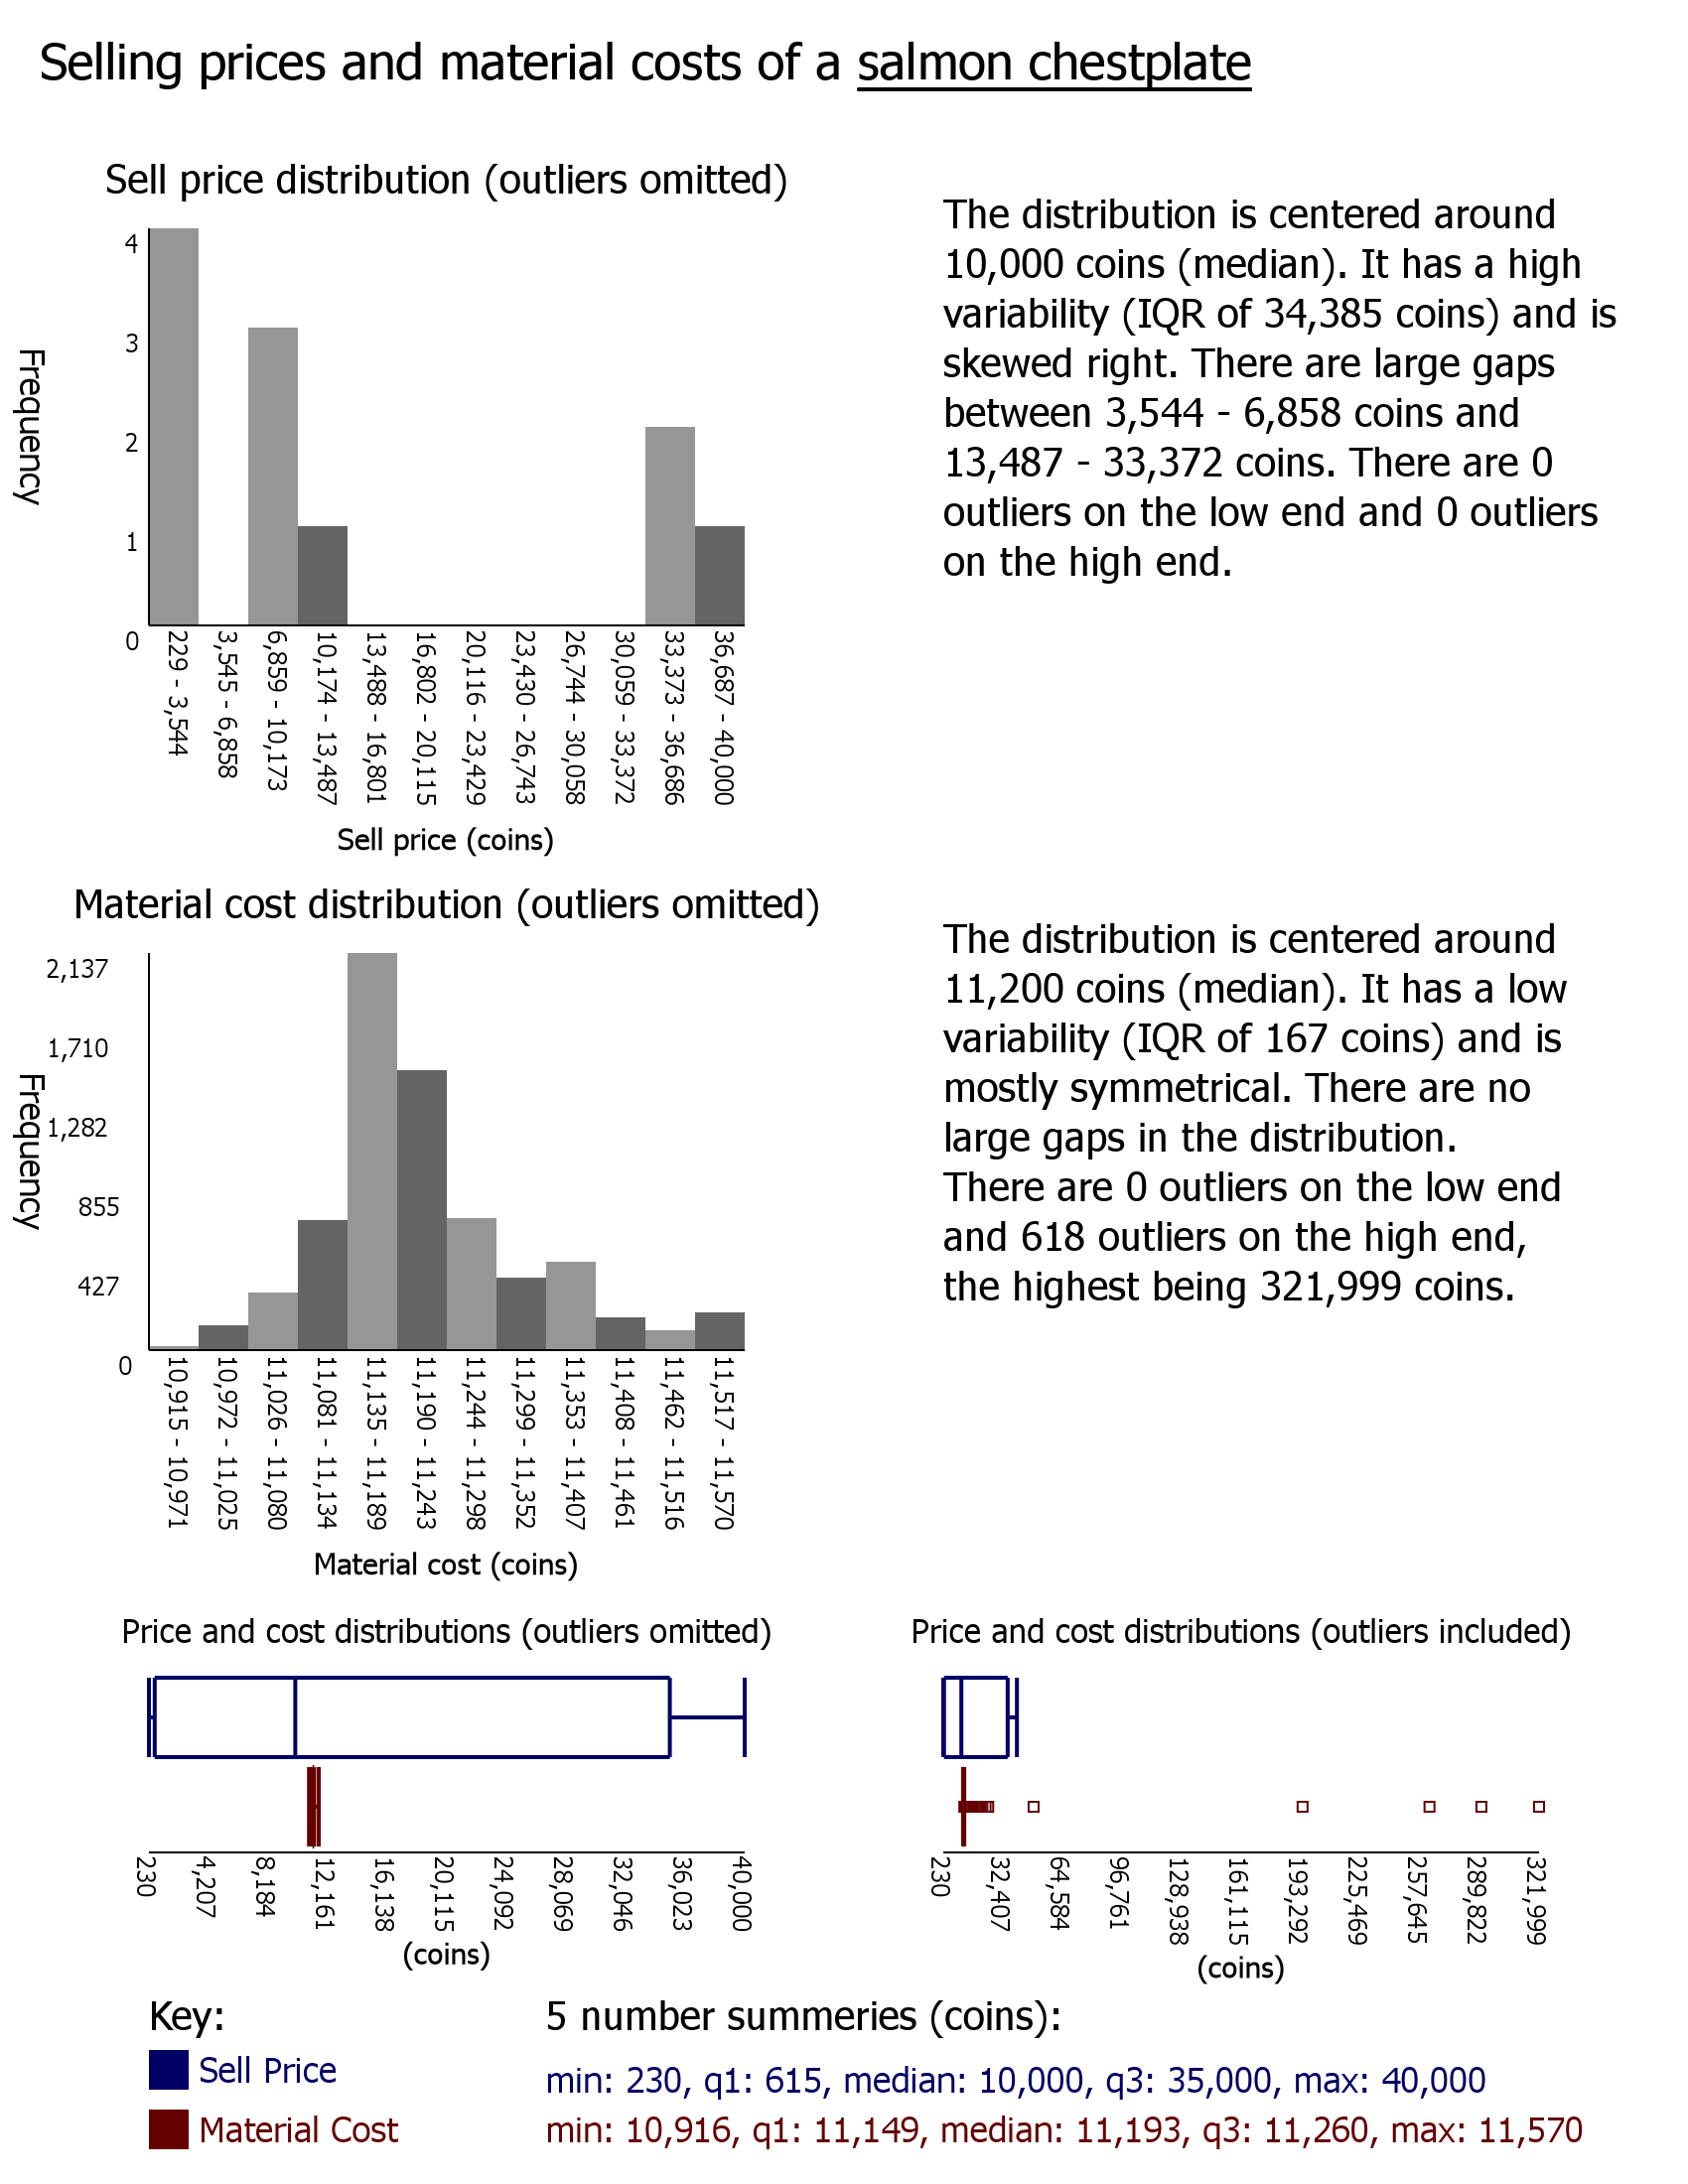 Selling prices and material costs of a salmon chestplate
Sell price distribution (outliers omitted)
Frequency
4
3
2
1
0
229 - 3,544
3,545 - 6,858
6,859 - 10,173
10,174 - 13,487
13,488 - 16,801
16,802 - 20,115
20,116 - 23,429
23,430 - 26,743
26,744 - 30,058
30,059 - 33,372
33,373 - 36,686
36,687 - 40,000
Sell price (coins)
The distribution is centered around
10,000 coins (median). It has a high
variability (IQR of 34,385 coins) and is
skewed right. There are large gaps
between 3,544 - 6,858 coins and
13,487 - 33,372 coins. There are 0
outliers on the low end and 0 outliers
on the high end.
Material cost distribution (outliers omitted)
Frequency
2,137
1,710
1,282
855
427
0
10,915 - 10,971
10,972 - 11,025
11,026 - 11,080
11,081 - 11,134
11,135 - 11,189
11,190 - 11,243
11,244 - 11,298
11,299 - 11,352
11,353 - 11,407
11,408 - 11,461
11,462 - 11,516
11,517 - 11,570
Material cost (coins)
The distribution is centered around
11,200 coins (median). It has a low
variability (IQR of 167 coins) and is
mostly symmetrical. There are no
large gaps in the distribution.
There are 0 outliers on the low end
and 618 outliers on the high end,
the highest being 321,999 coins.
Price and cost distributions (outliers omitted)
230
4,207
8,184
12,161
16,138
20,115
24,092
28,069
32,046
36,023
40,000
(coins)
Price and cost distributions (outliers included)
230
32,407
64,584
96,761
128,938
161,115
193,292
225,469
257,645
289,822
321,999
(coins)
Key:
Sell Price
Material Cost
5 number summeries (coins):
min: 230, q1: 615, median: 10,000, q3: 35,000, max: 40,000
min: 10,916, q1: 11,149, median: 11,193, q3: 11,260, max: 11,570